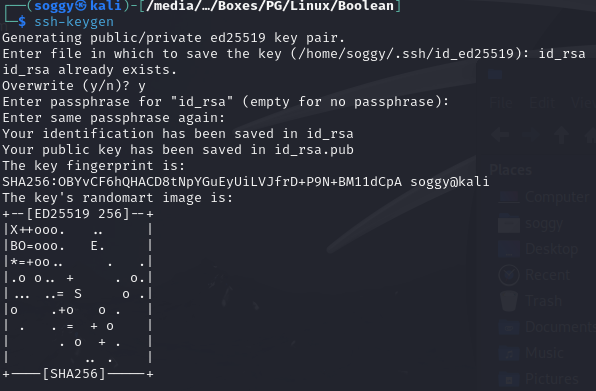 ┌──(soggy㉿kali)-[/media/…/Boxes/PG/Linux/Boolean]
└─$ ssh-keygen
Generating public/private ed25519 key pair.
Enter file in which to save the key (/home/soggy/.ssh/id_ed25519): id_rsa
id_rsa already exists.
Overwrite (y/n)? y
Enter passphrase for "id_rsa" (empty for no passphrase):
Enter same passphrase again:
Your identification has been saved in id_rsa
Your public key has been saved in id_rsa.pub
The key fingerprint is:
SHA256:OBYvCF6hQHACD8tNpYGuEyUiLVJfrD+P9N+BM11dCpA soggy@kali
The key's randomart image is:
+--[ED25519 256]--+
|X++ooo.   ..     |
|BO=ooo.   E.     |
|*=+oo..      .   .|
|.o o.. +     . o.|
|... ..= S     o .|
|o    .+o   o .   |
| .   . =  + o    |
|      . o  + .   |
|         .. .    |
+----[SHA256]-----+
File Edit View
Places
Computer
soggy
Desktop
Recent
Trash
Documents
Music
Pictures